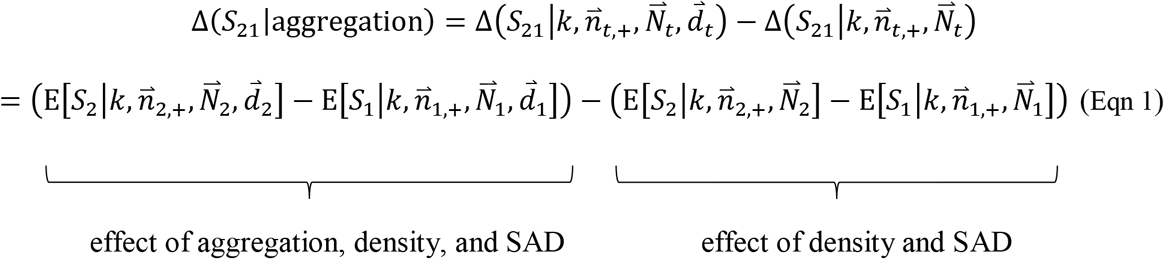 Δ(S₂₁|aggregation) = Δ(S₂₁|k, n⃗ₜ,₊, N⃗ₜ, d⃗ₜ) − Δ(S₂₁|k, n⃗ₜ,₊, N⃗ₜ)
= (E[S₂|k, n⃗₂,₊, N⃗₂, d⃗₂] − E[S₁|k, n⃗₁,₊, N⃗₁, d⃗₁]) − (E[S₂|k, n⃗₂,₊, N⃗₂] − E[S₁|k, n⃗₁,₊, N⃗₁]) (Eqn 1)
effect of aggregation, density, and SAD effect of density and SAD